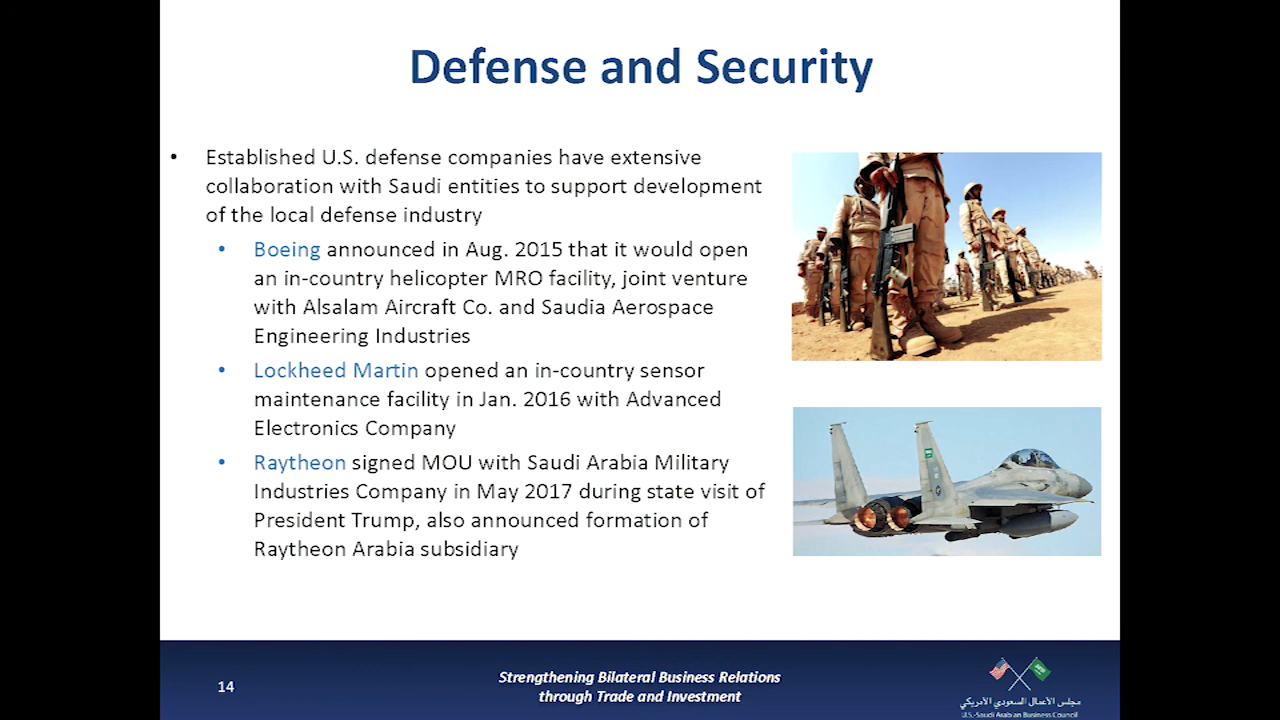 Defense and Security
• Established U.S. defense companies have extensive
collaboration with Saudi entities to support development
of the local defense industry
• Boeing announced in Aug. 2015 that it would open
an in-country helicopter MRO facility, joint venture
with Alsalam Aircraft Co. and Saudia Aerospace
Engineering Industries
• Lockheed Martin opened an in-country sensor
maintenance facility in Jan. 2016 with Advanced
Electronics Company
• Raytheon signed MOU with Saudi Arabia Military
Industries Company in May 2017 during state visit of
President Trump, also announced formation of
Raytheon Arabia subsidiary
14
Strengthening Bilateral Business Relations
through Trade and Investment
مجلس الأعمال السعودي الأمريكي
U.S.-Saudi Arabian Business Council